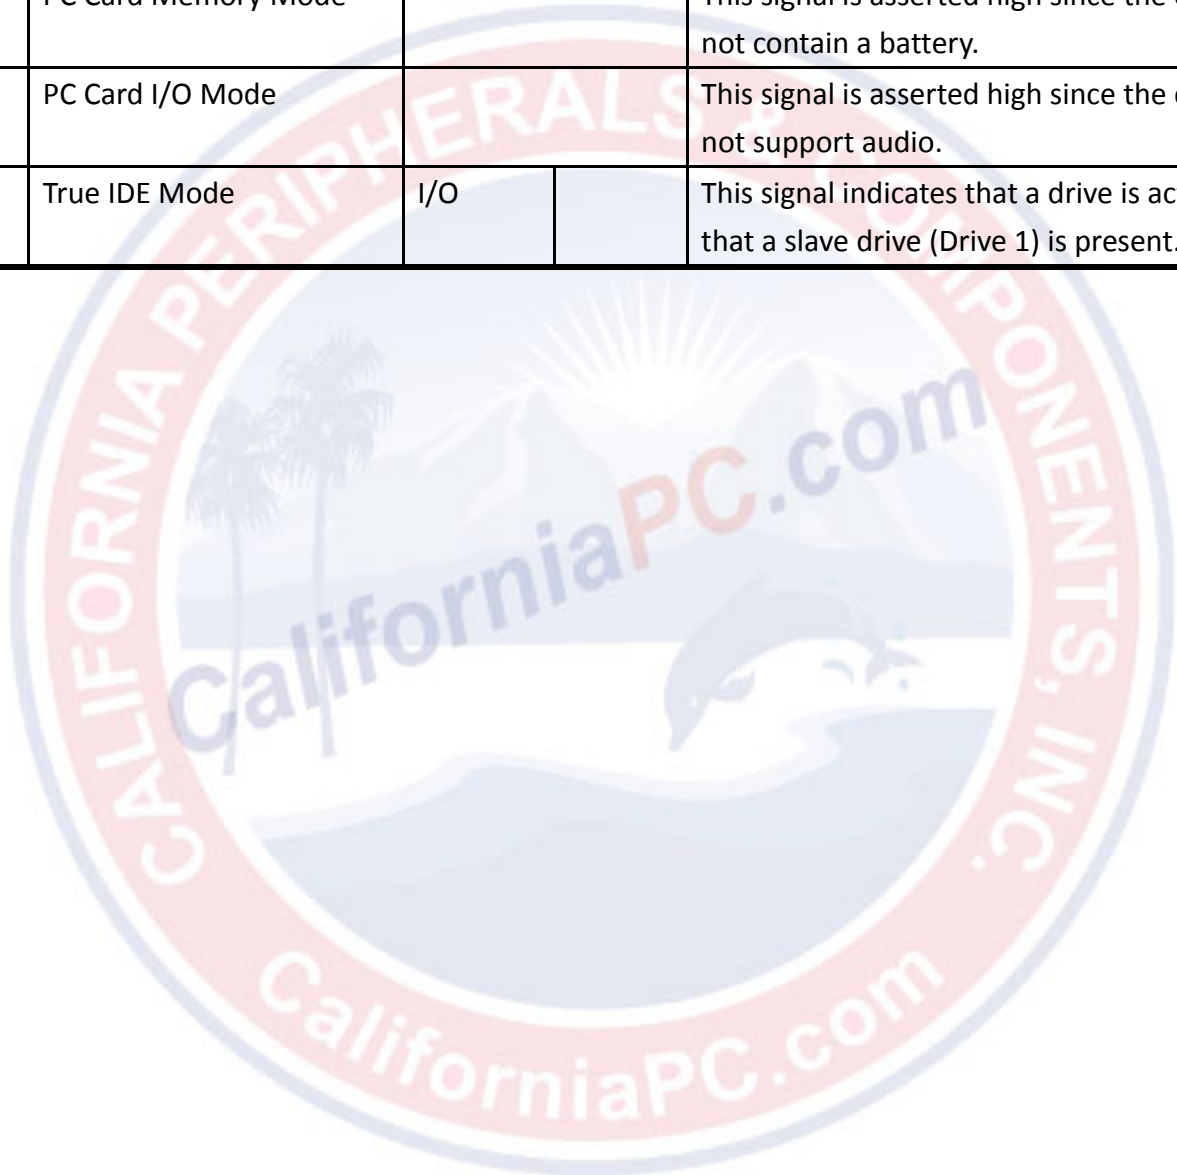 PC Card Memory Mode This signal is asserted high since the
not contain a battery.
PC Card I/O Mode This signal is asserted high since the
not support audio.
True IDE Mode I/O This signal indicates that a drive is
that a slave drive (Drive 1) is present.
CALIFORNIA PERIPHERALS & COMPONENTS, INC.
CaliforniaPC.com
CaliforniaPC.com